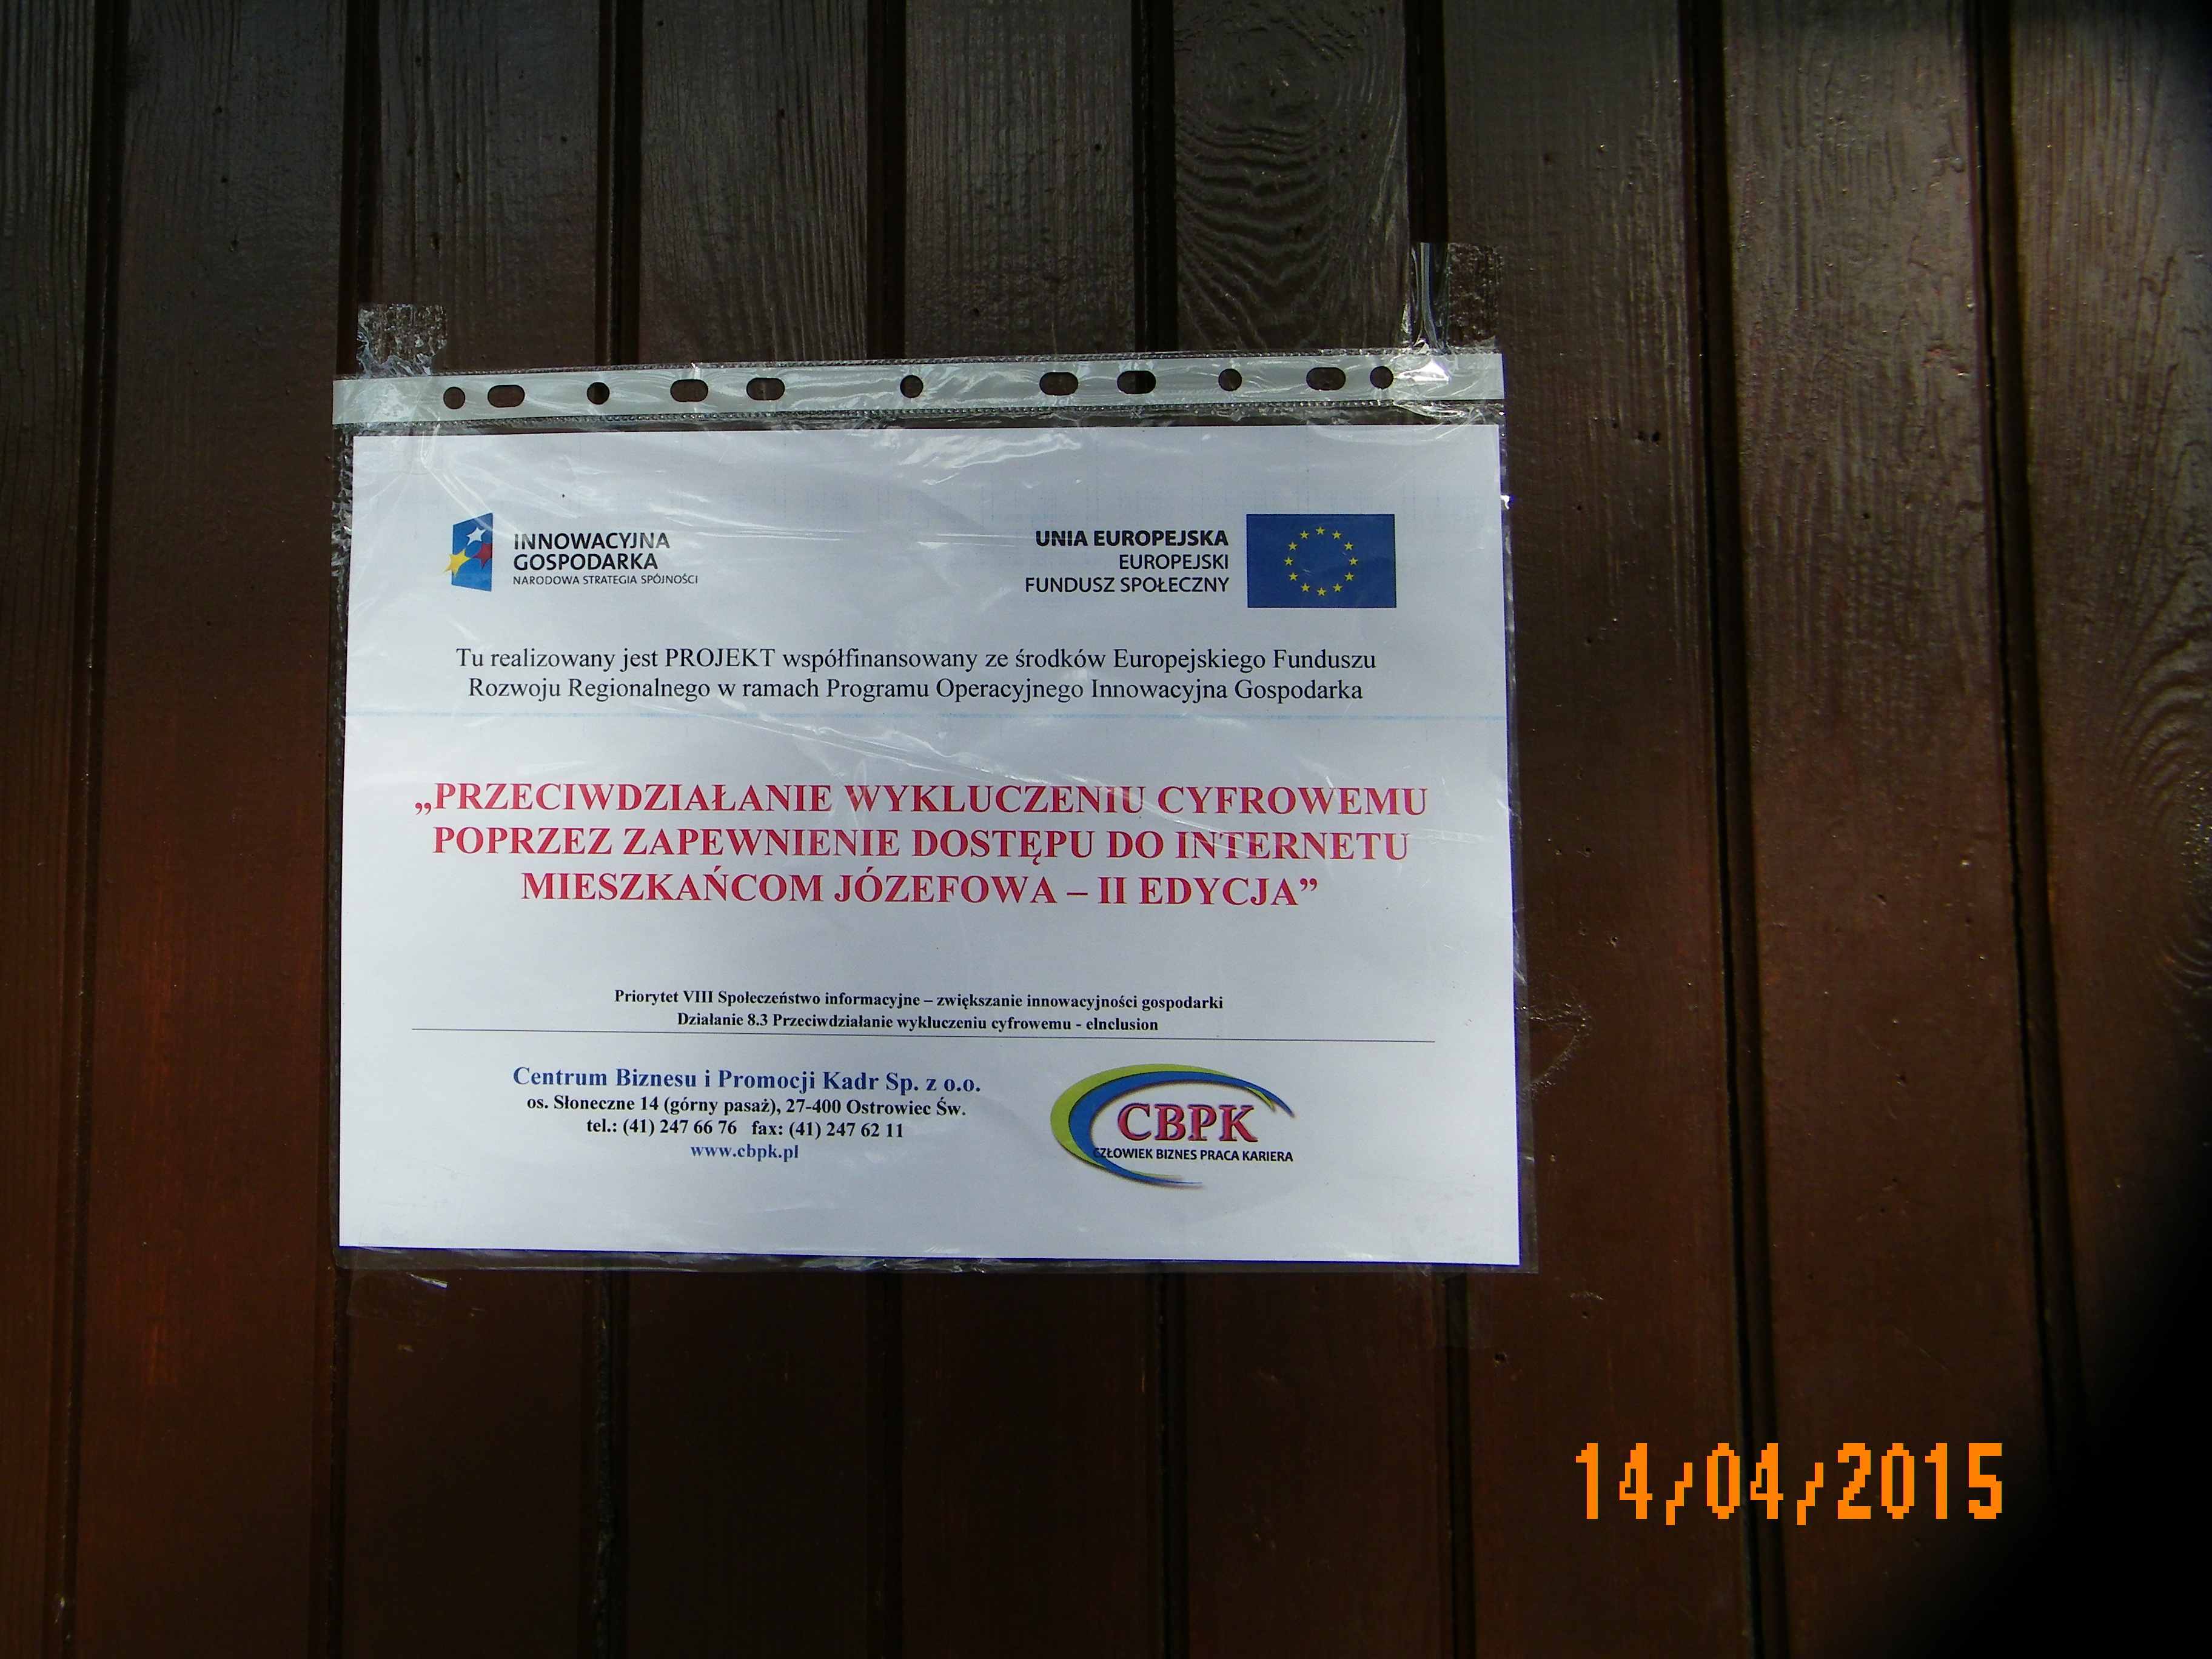 INNOWACYJNA
GOSPODARKA
NARODOWA STRATEGIA SPÓJNOŚCI
UNIA EUROPEJSKA
EUROPEJSKI
FUNDUSZ SPOŁECZNY
Tu realizowany jest PROJEKT współfinansowany ze środków Europejskiego Funduszu
Rozwoju Regionalnego w ramach Programu Operacyjnego Innowacyjna Gospodarka
„PRZECIWDZIAŁANIE WYKLUCZENIU CYFROWEMU
POPRZEZ ZAPEWNIENIE DOSTĘPU DO INTERNETU
MIESZKAŃCOM JÓZEFOWA – II EDYCJA”
Priorytet VIII Społeczeństwo informacyjne – zwiększanie innowacyjności gospodarki
Działanie 8.3 Przeciwdziałanie wykluczeniu cyfrowemu - eInclusion
Centrum Biznesu i Promocji Kadr Sp. z o.o.
os. Słoneczne 14 (górny pasaż), 27-400 Ostrowiec Św.
tel.: (41) 247 66 76 fax: (41) 247 62 11
www.cbpk.pl
CBPK
CZŁOWIEK BIZNES PRACA KARIERA
14/04/2015